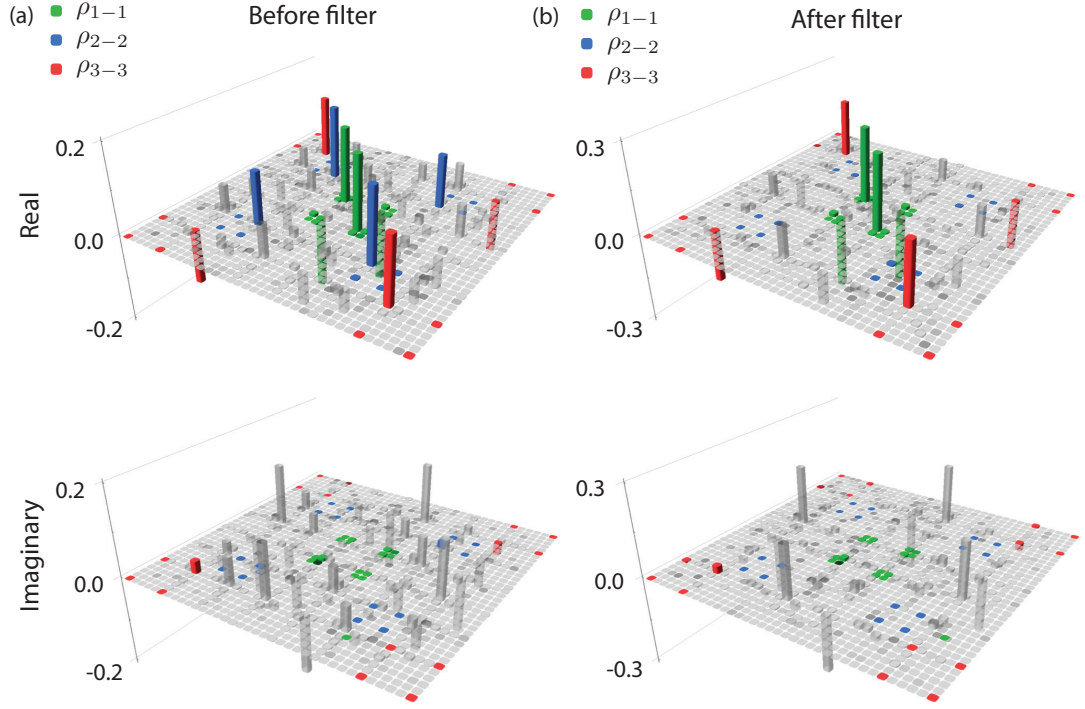 (a) Before filter
ρ1−1
ρ2−2
ρ3−3
0.2
0.0
-0.2
Real
(b) After filter
ρ1−1
ρ2−2
ρ3−3
0.3
0.0
-0.3
0.2
0.0
-0.2
Imaginary
0.3
0.0
-0.3